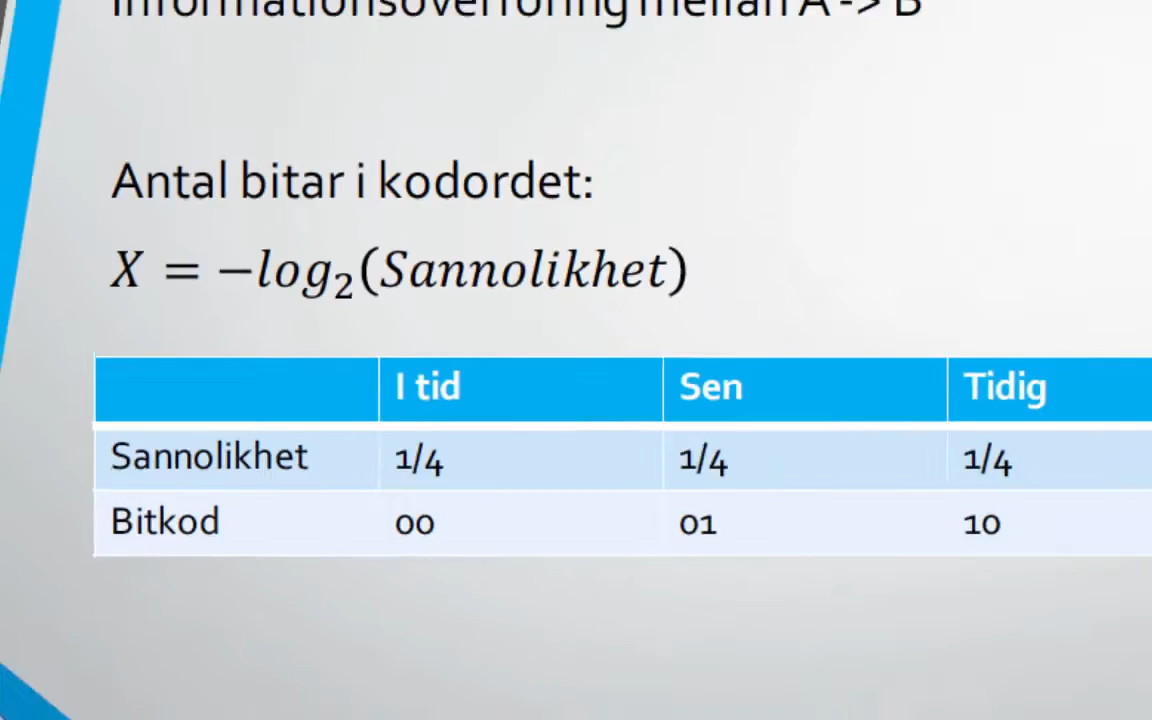 Informationsöverföring mellan A -> B
Antal bitar i kodordet:
X = −log₂(Sannolikhet)
I tid Sen Tidig
Sannolikhet 1/4 1/4 1/4
Bitkod 00 01 10